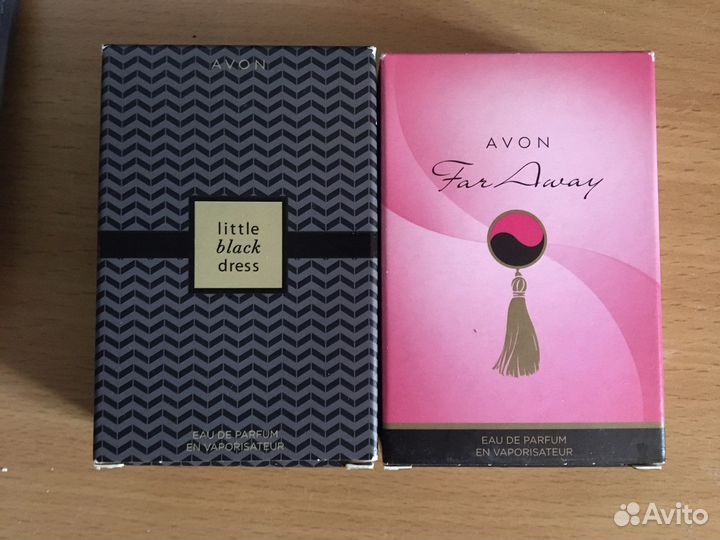 AVON
little
black
dress
EAU DE PARFUM
EN VAPORISATEUR
AVON
Far Away
EAU DE PARFUM
EN VAPORISATEUR
Avito